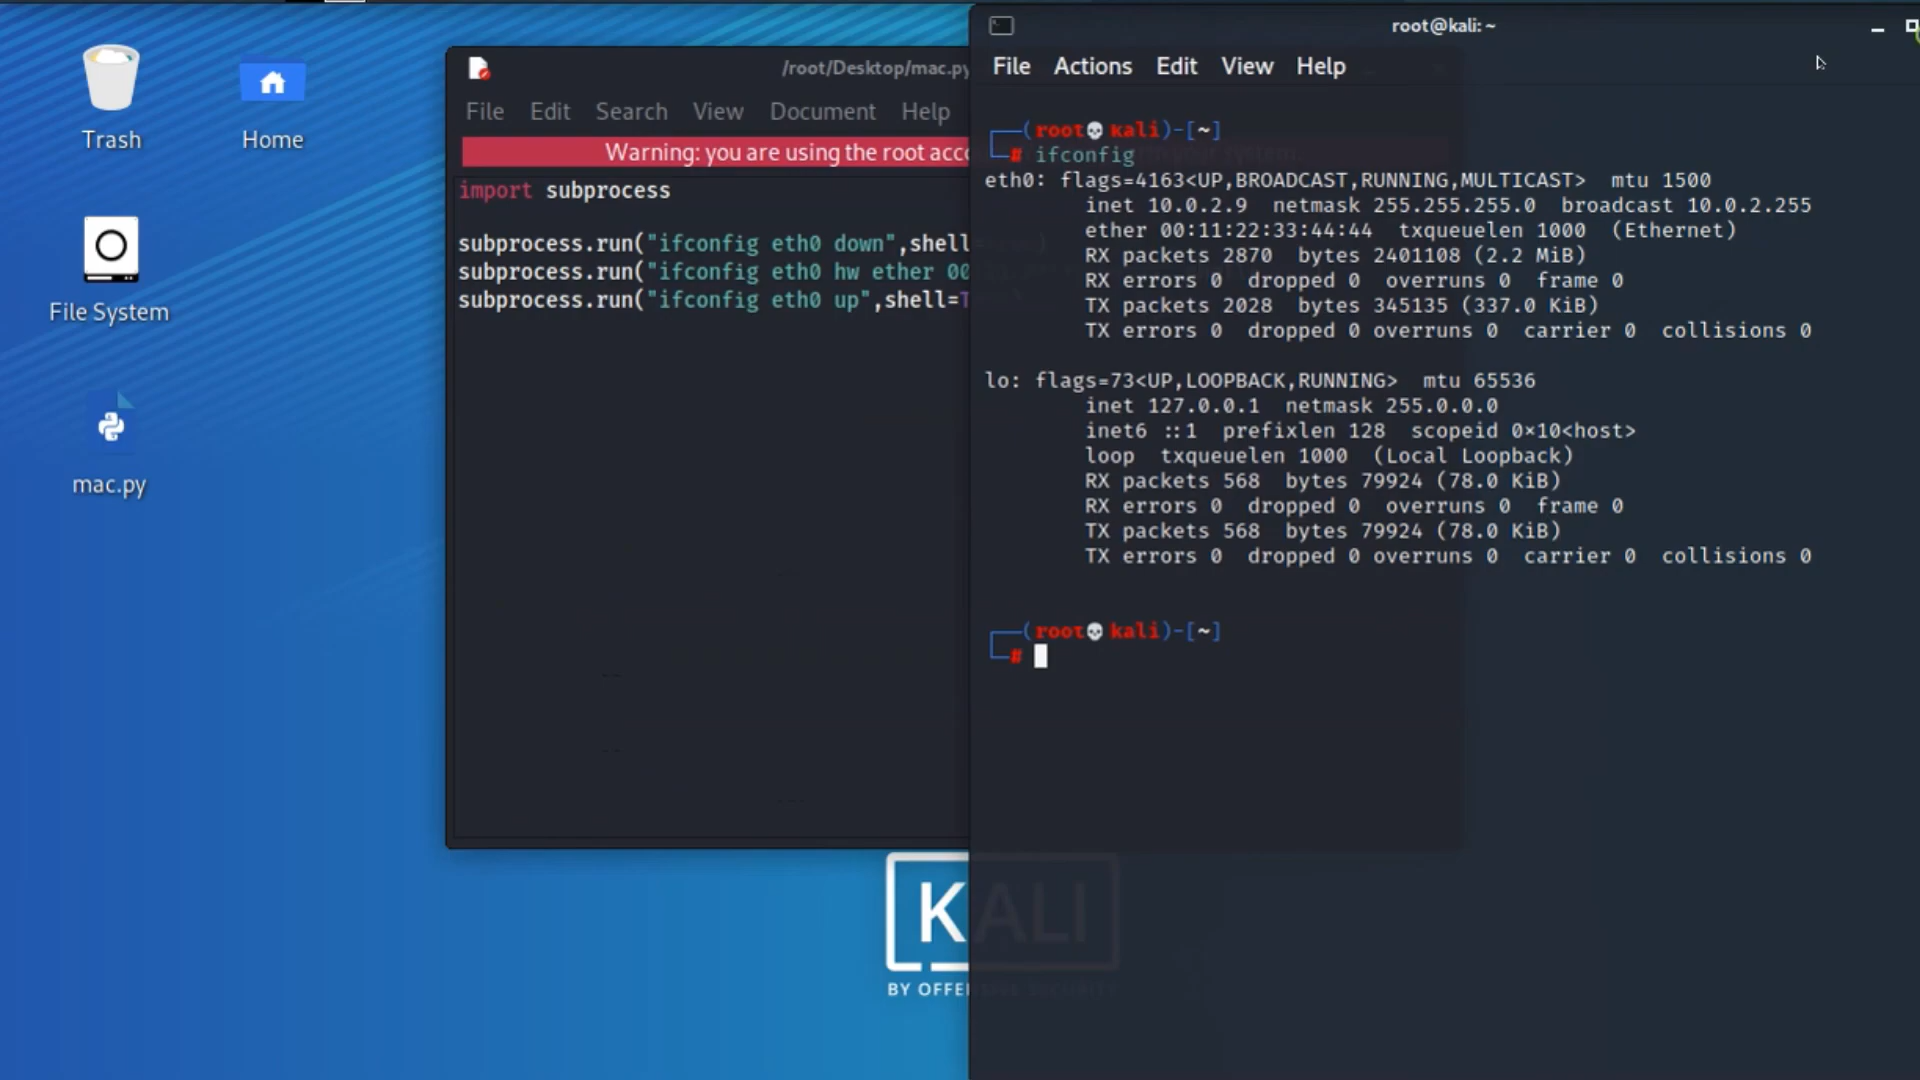 Trash
Home
File System
mac.py
/root/Desktop/mac.py
File Edit Search View Document Help
Warning: you are using the root
import subprocess
subprocess.run("ifconfig eth0 down",shell
subprocess.run("ifconfig eth0 hw ether 00
subprocess.run("ifconfig eth0 up",shell=
root@kali: ~
File Actions Edit View Help
┌──(root💀kali)-[~]
└─# ifconfig
eth0: flags=4163<UP,BROADCAST,RUNNING,MULTICAST>  mtu 1500
inet 10.0.2.9  netmask 255.255.255.0  broadcast 10.0.2.255
ether 00:11:22:33:44:44  txqueuelen 1000  (Ethernet)
RX packets 2870  bytes 2401108 (2.2 MiB)
RX errors 0  dropped 0  overruns 0  frame 0
TX packets 2028  bytes 345135 (337.0 KiB)
TX errors 0  dropped 0 overruns 0  carrier 0  collisions 0
lo: flags=73<UP,LOOPBACK,RUNNING>  mtu 65536
inet 127.0.0.1  netmask 255.0.0.0
inet6 ::1  prefixlen 128  scopeid 0×10<host>
loop  txqueuelen 1000  (Local Loopback)
RX packets 568  bytes 79924 (78.0 KiB)
RX errors 0  dropped 0  overruns 0  frame 0
TX packets 568  bytes 79924 (78.0 KiB)
TX errors 0  dropped 0 overruns 0  carrier 0  collisions 0
┌──(root💀kali)-[~]
└─#
KALI
BY OFFENSIVE SECURITY